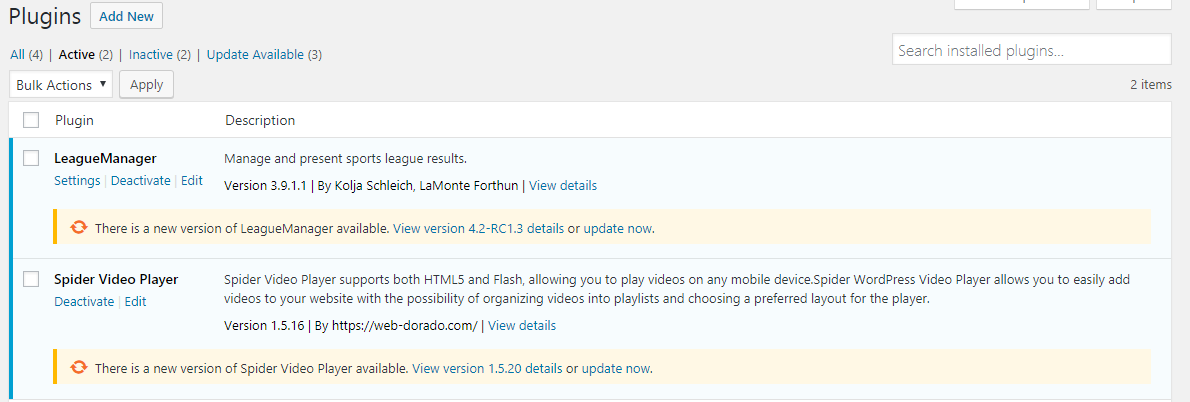 Plugins Add New
All (4) | Active (2) | Inactive (2) | Update Available (3)
Search installed plugins...
Bulk Actions Apply
2 items
Plugin Description
LeagueManager Manage and present sports league results.
Settings | Deactivate | Edit Version 3.9.1.1 | By Kolja Schleich, LaMonte Forthun | View details
There is a new version of LeagueManager available. View version 4.2-RC1.3 details or update now.
Spider Video Player Spider Video Player supports both HTML5 and Flash, allowing you to play videos on any mobile device.Spider WordPress Video Player allows you to easily add
Deactivate | Edit videos to your website with the possibility of organizing videos into playlists and choosing a preferred layout for the player.
Version 1.5.16 | By https://web-dorado.com/ | View details
There is a new version of Spider Video Player available. View version 1.5.20 details or update now.